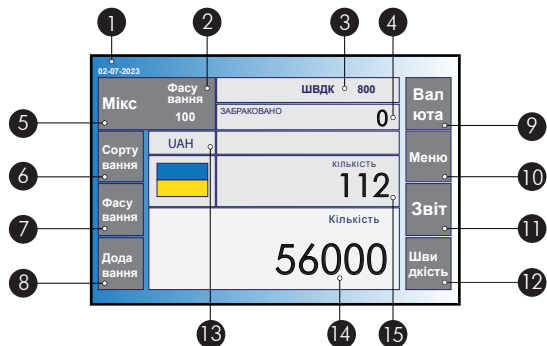 1
2
3
4
02-07-2023
Мікс
Фасу
вання
100
ШВДК 800
ЗАБРАКОВАНО
0
Вал
юта
5
9
Сорту
вання
UAH
КІЛЬКІСТЬ
112
Меню
6
10
Фасу
вання
Звіт
7
11
Дода
вання
Кількість
56000
Шви
дкість
8
12
13
14
15